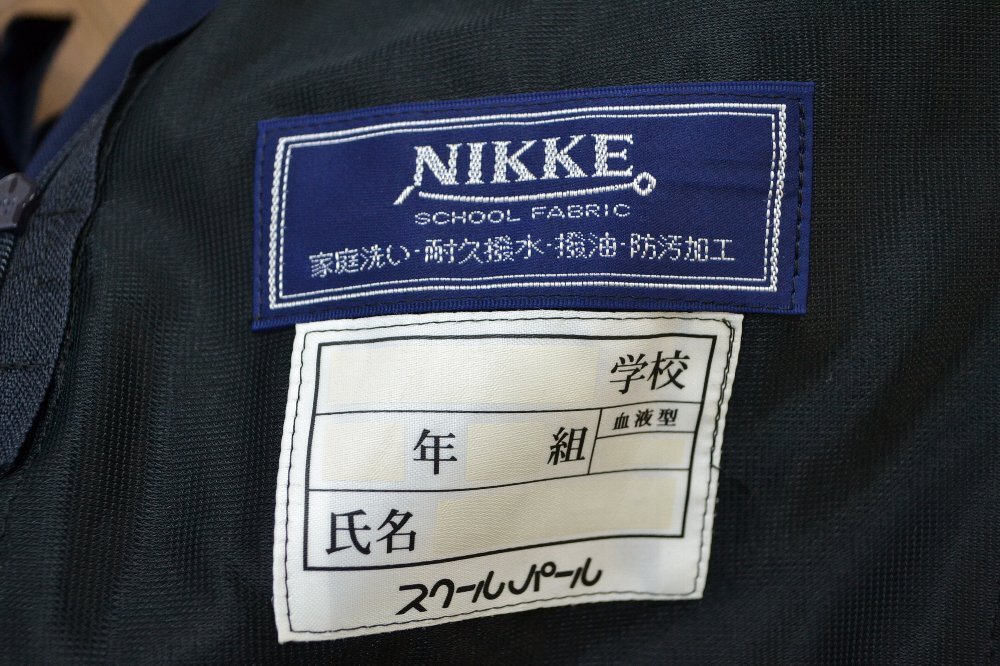 NIKKE
SCHOOL FABRIC
家庭洗い·耐久撥水·撥油·防汚加工
学校
年 組 血液型
氏名
スクールパール